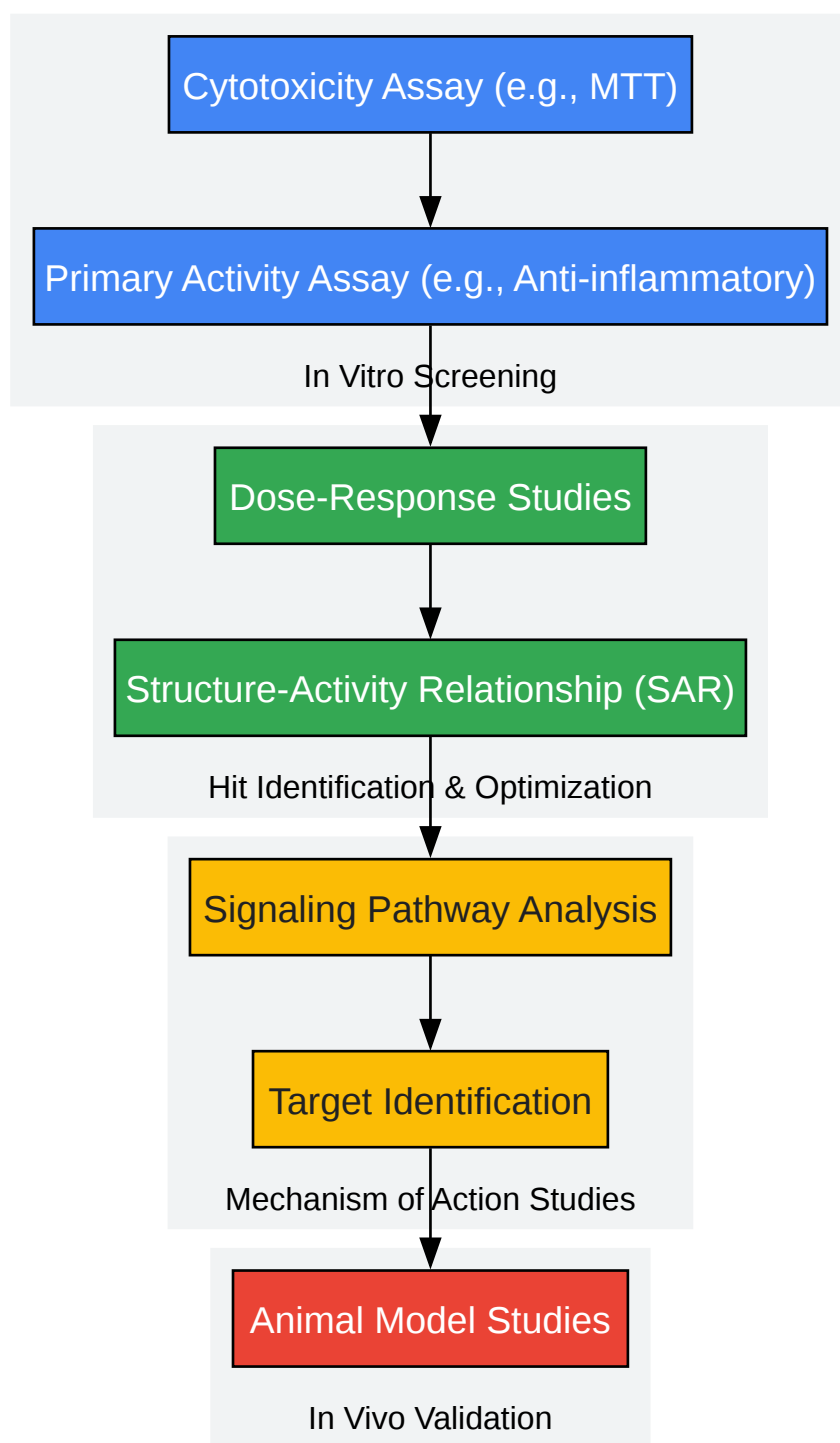 Cytotoxicity Assay (e.g., MTT)
Primary Activity Assay (e.g., Anti-inflammatory)
In Vitro Screening
Dose-Response Studies
Structure-Activity Relationship (SAR)
Hit Identification & Optimization
Signaling Pathway Analysis
Target Identification
Mechanism of Action Studies
Animal Model Studies
In Vivo Validation